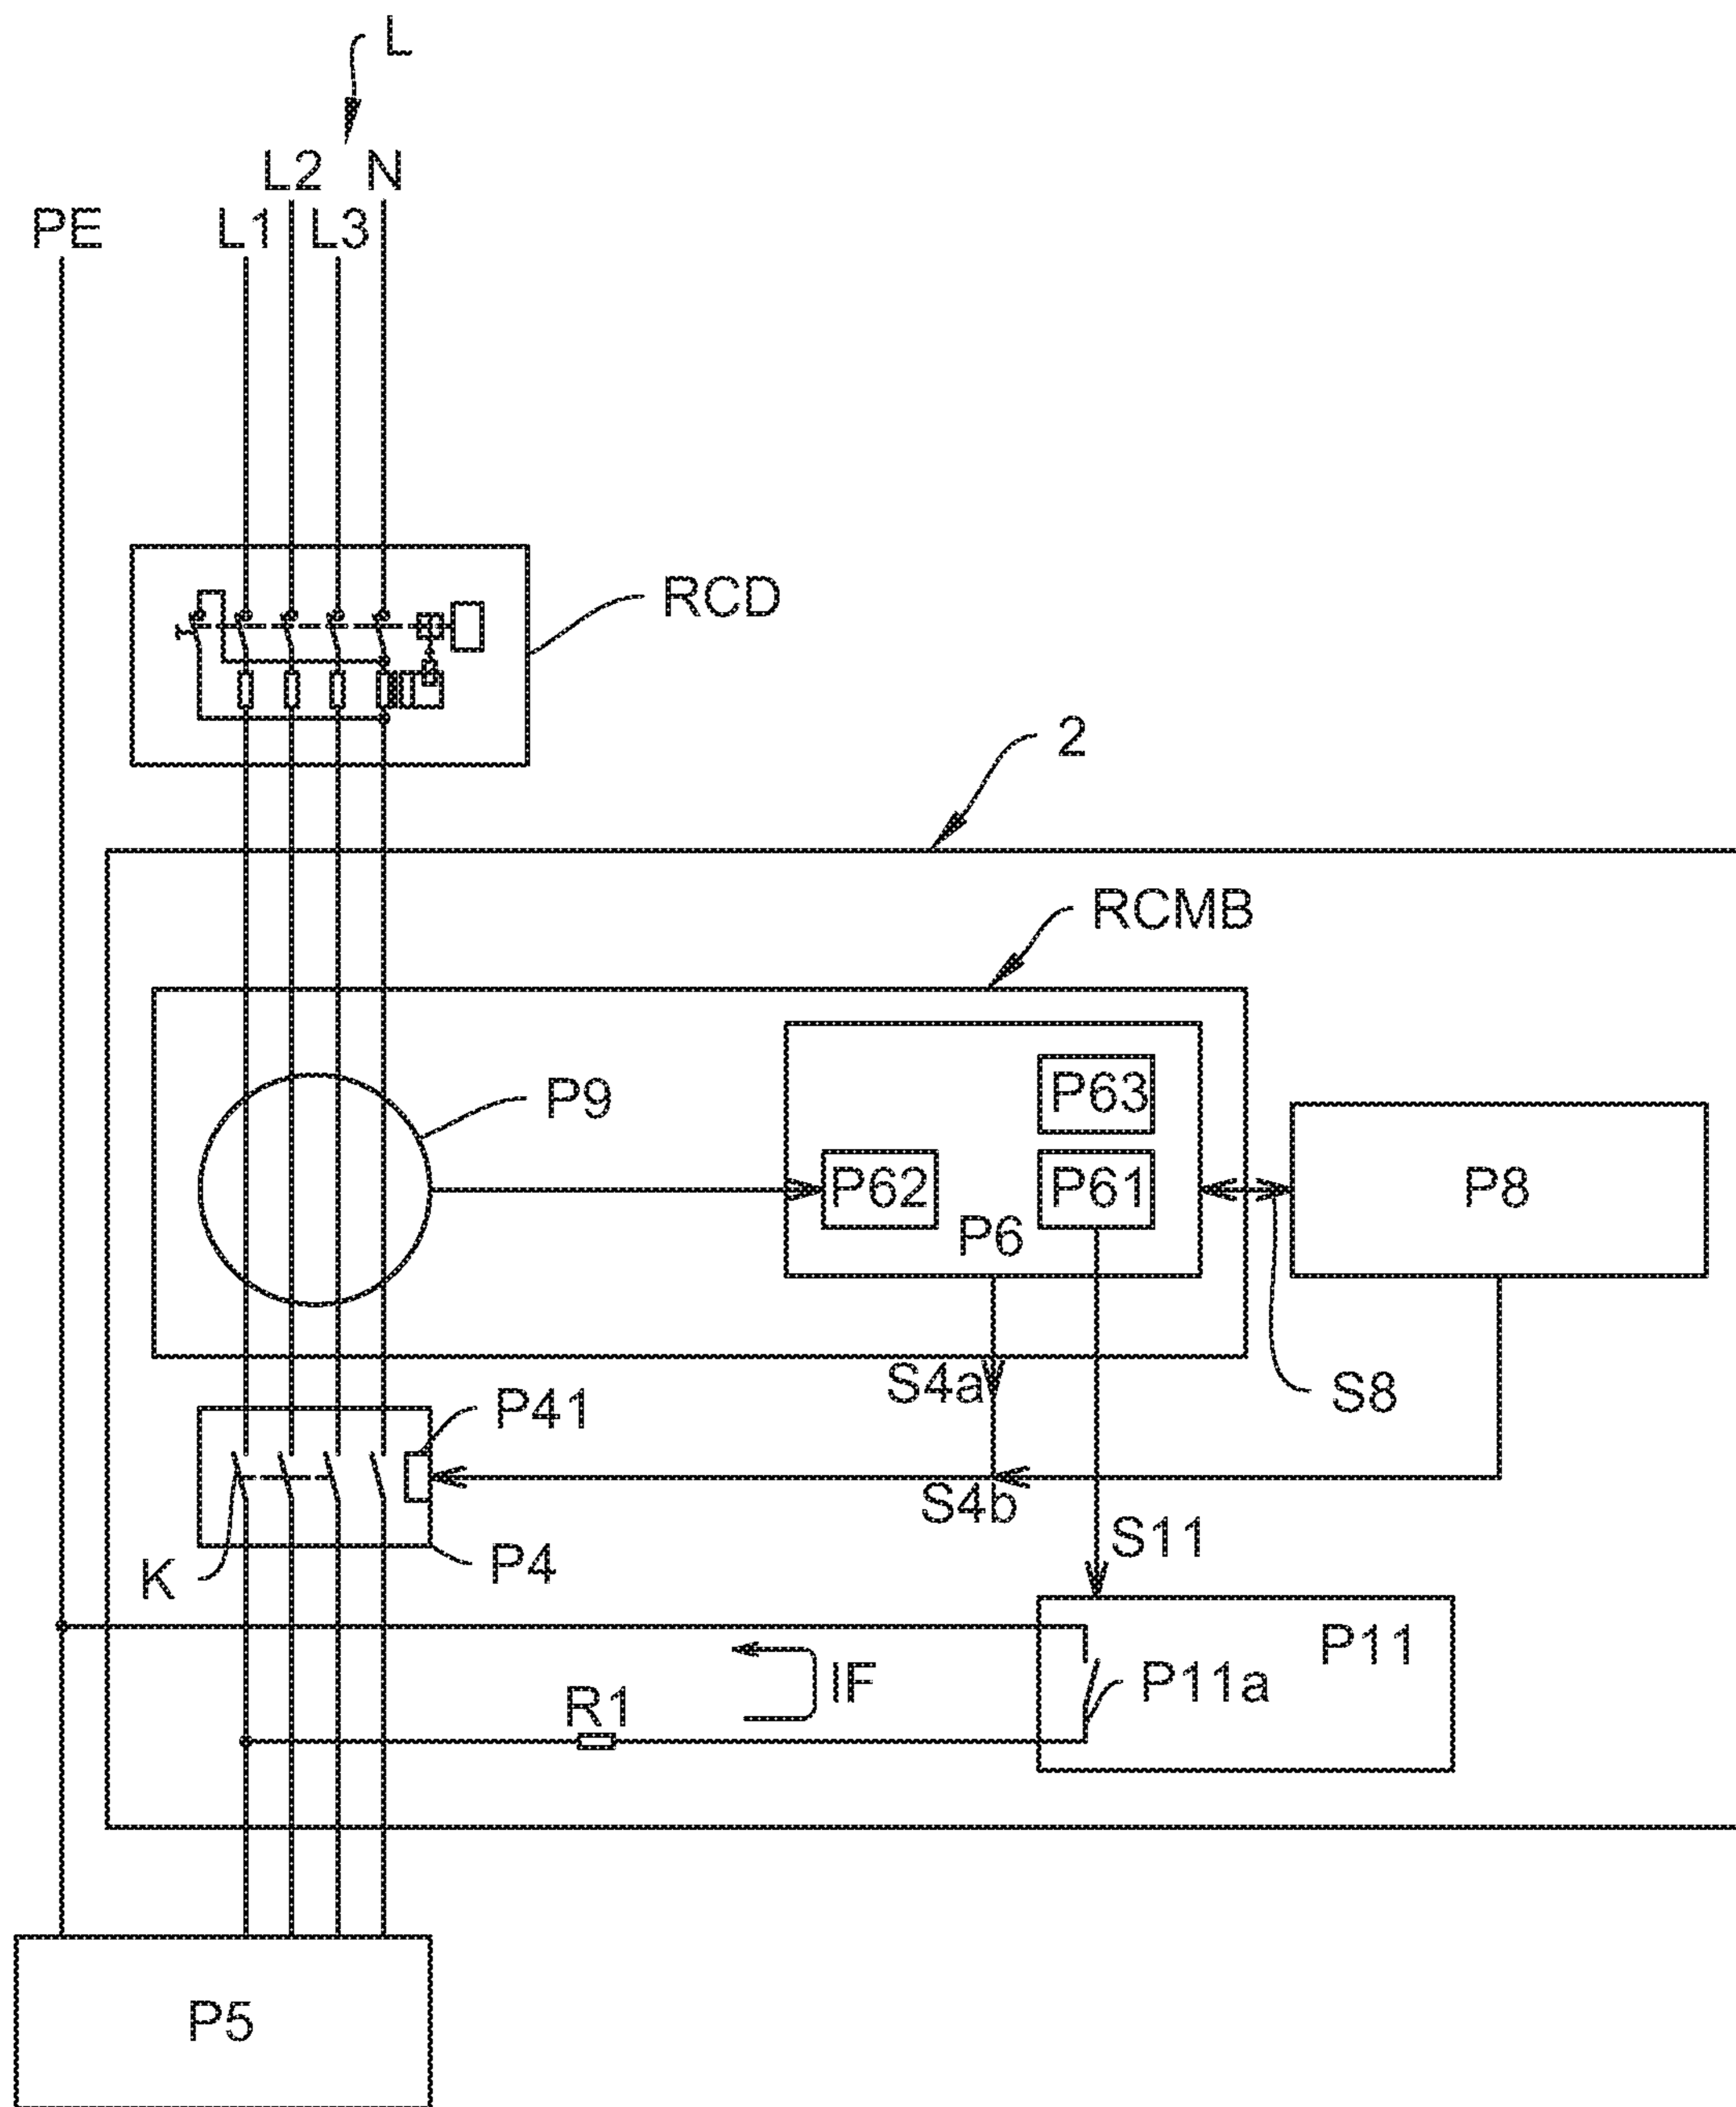 L
L2 N
PE L1 L3
RCD
2
RCMB
P9
P63
P62 P61
P6
P8
S4a
S8
P41
S4b
S11
K
P4
P11
IF
P11a
R1
P5